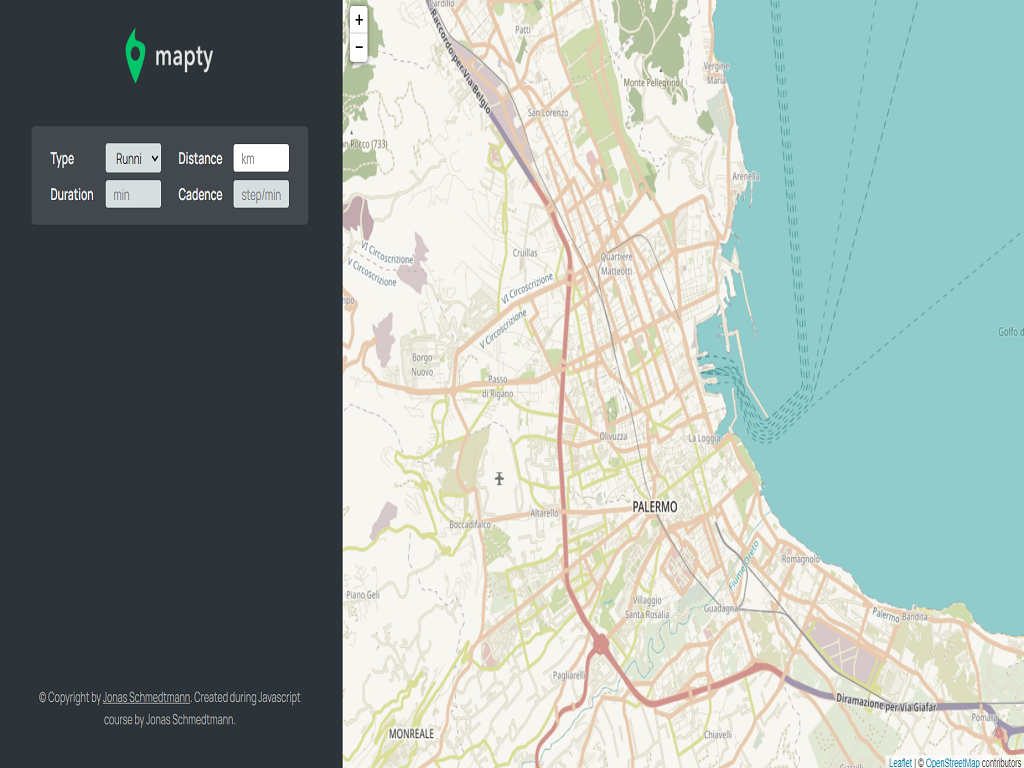 mapty
Type
Runni
Distance
km
Duration
min
Cadence
step/min
© Copyright by Jonas Schmedtmann. Created during Javascript
course by Jonas Schmedtmann.
+
−
Cardillo
Patti
Raccordo per Via Belgio
Vergine
Maria
Monte Pellegrino
San Lorenzo
Rocco (733)
Arenella
VI Circoscrizione
V Circoscrizione
Cruillas
Quartiere
Matteotti
VI Circoscrizione
V Circoscrizione
Golfo d
Borgo
Nuovo
Passo
di Rigano
Olivuzza
La Loggia
PALERMO
Altarello
Boccadifalco
Fiume Oreto
Romagnolo
Piano Geli
Villaggio
Santa Rosalia
Guadagna
Palermo Bandita
Pagliarelli
Diramazione per Via Giafar
Pomara
MONREALE
Chiavelli
Ciaculli
Leaflet | © OpenStreetMap contributors